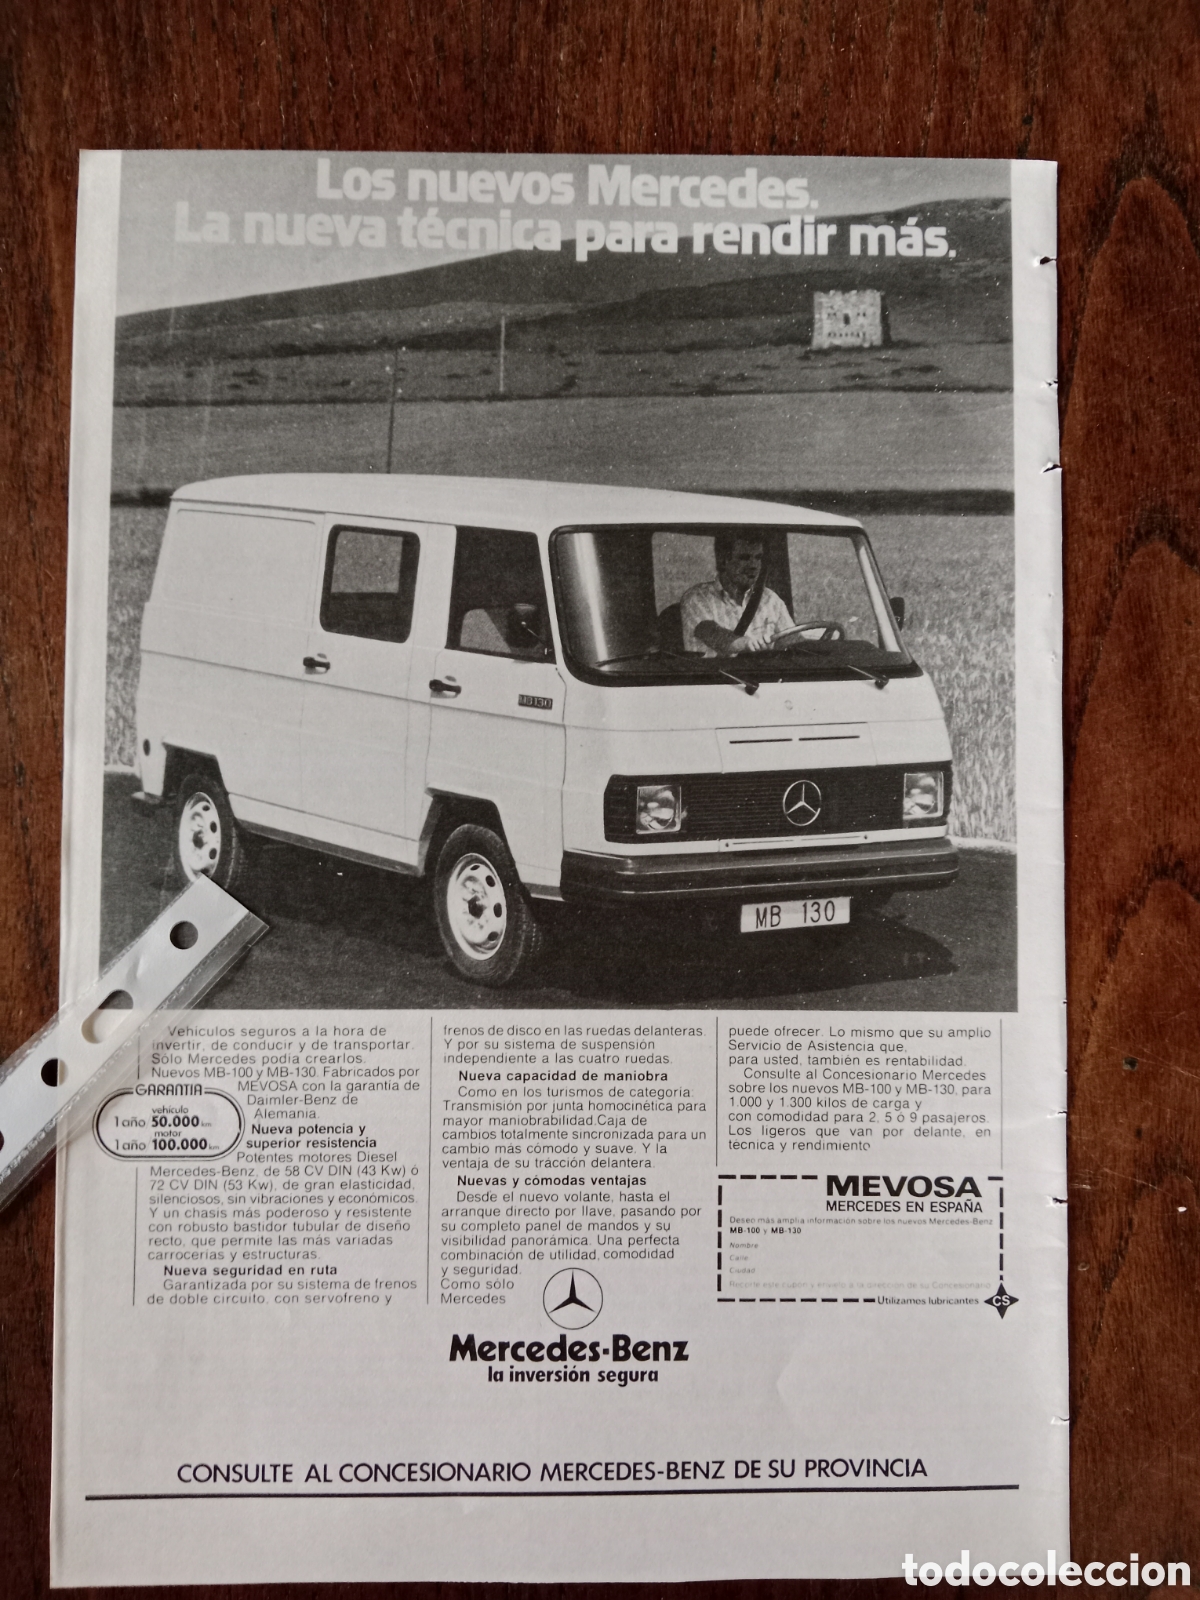 Los nuevos Mercedes.
La nueva técnica para rendir más.
MB130
MB 130
Vehículos seguros a la hora de
invertir, de conducir y de transportar.
Sólo Mercedes podía crearlos.
Nuevos MB-100 y MB-130. Fabricados por
MEVOSA con la garantía de
Daimler-Benz de
Alemania.
GARANTIA
vehículo
1 año 50.000 km
motor
1 año 100.000 km
Nueva potencia y
superior resistencia
Potentes motores Diesel
Mercedes-Benz, de 58 CV DIN (43 Kw) ó
72 CV DIN (53 Kw), de gran elasticidad,
silenciosos, sin vibraciones y económicos.
Y un chasis más poderoso y resistente
con robusto bastidor tubular de diseño
recto, que permite las más variadas
carrocerías y estructuras.
Nueva seguridad en ruta
Garantizada por su sistema de frenos
de doble circuito, con servofreno y
frenos de disco en las ruedas delanteras.
Y por su sistema de suspensión
independiente a las cuatro ruedas.
Nueva capacidad de maniobra
Como en los turismos de categoría:
Transmisión por junta homocinética para
mayor maniobrabilidad.Caja de
cambios totalmente sincronizada para un
cambio más cómodo y suave. Y la
ventaja de su tracción delantera.
Nuevas y cómodas ventajas
Desde el nuevo volante, hasta el
arranque directo por llave, pasando por
su completo panel de mandos y su
visibilidad panorámica. Una perfecta
combinación de utilidad, comodidad
y seguridad.
Como sólo
Mercedes
puede ofrecer. Lo mismo que su amplio
Servicio de Asistencia que,
para usted, también es rentabilidad.
Consulte al Concesionario Mercedes
sobre los nuevos MB-100 y MB-130, para
1.000 y 1.300 kilos de carga y
con comodidad para 2, 5 ó 9 pasajeros.
Los ligeros que van por delante, en
técnica y rendimiento
MEVOSA
MERCEDES EN ESPAÑA
Deseo más amplia información sobre los nuevos Mercedes-Benz
MB-100 y MB-130
Nombre
Calle
Ciudad
Recorte este cupón y envíelo a la dirección de su Concesionario
Utilizamos lubricantes CS
Mercedes-Benz
la inversión segura
CONSULTE AL CONCESIONARIO MERCEDES-BENZ DE SU PROVINCIA
todocoleccion